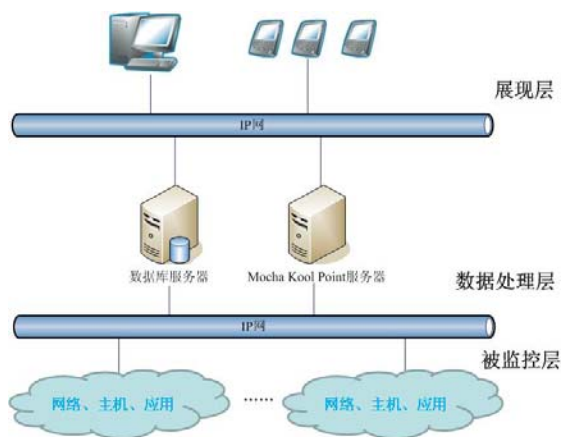 展现层
IP网
数据库服务器
Mocha Kool Point服务器
数据处理层
IP网
被监控层
网络、主机、应用
......
网络、主机、应用